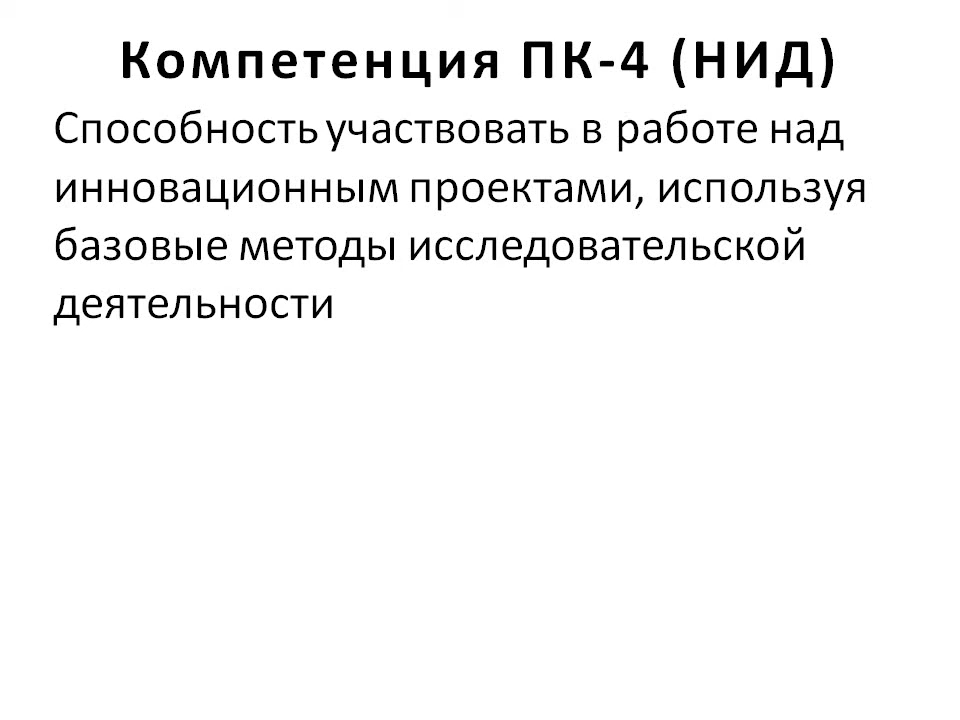 Компетенция ПК-4 (НИД)
Способность участвовать в работе над
инновационным проектами, используя
базовые методы исследовательской
деятельности